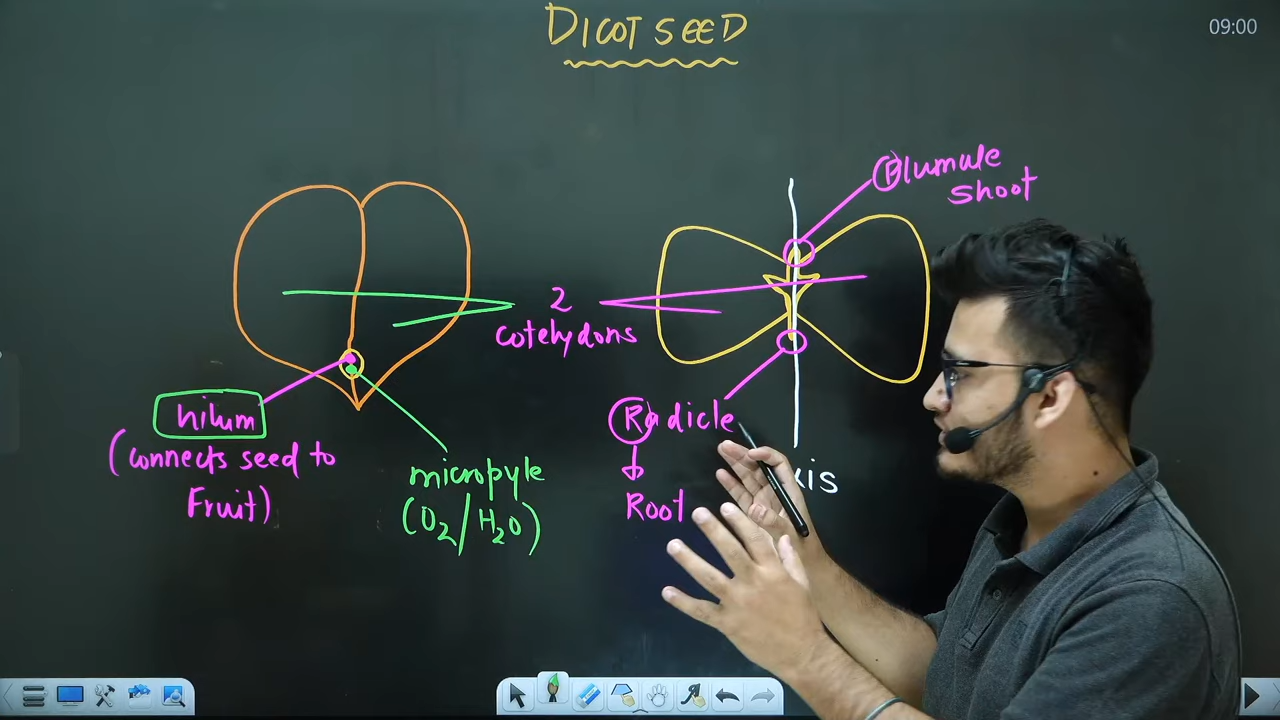 DICOT SEED
09:00
Plumule
shoot
2
cotelydons
hilum
(connects seed to
Fruit)
micropyle
(O2/H2O)
Radicle
Root